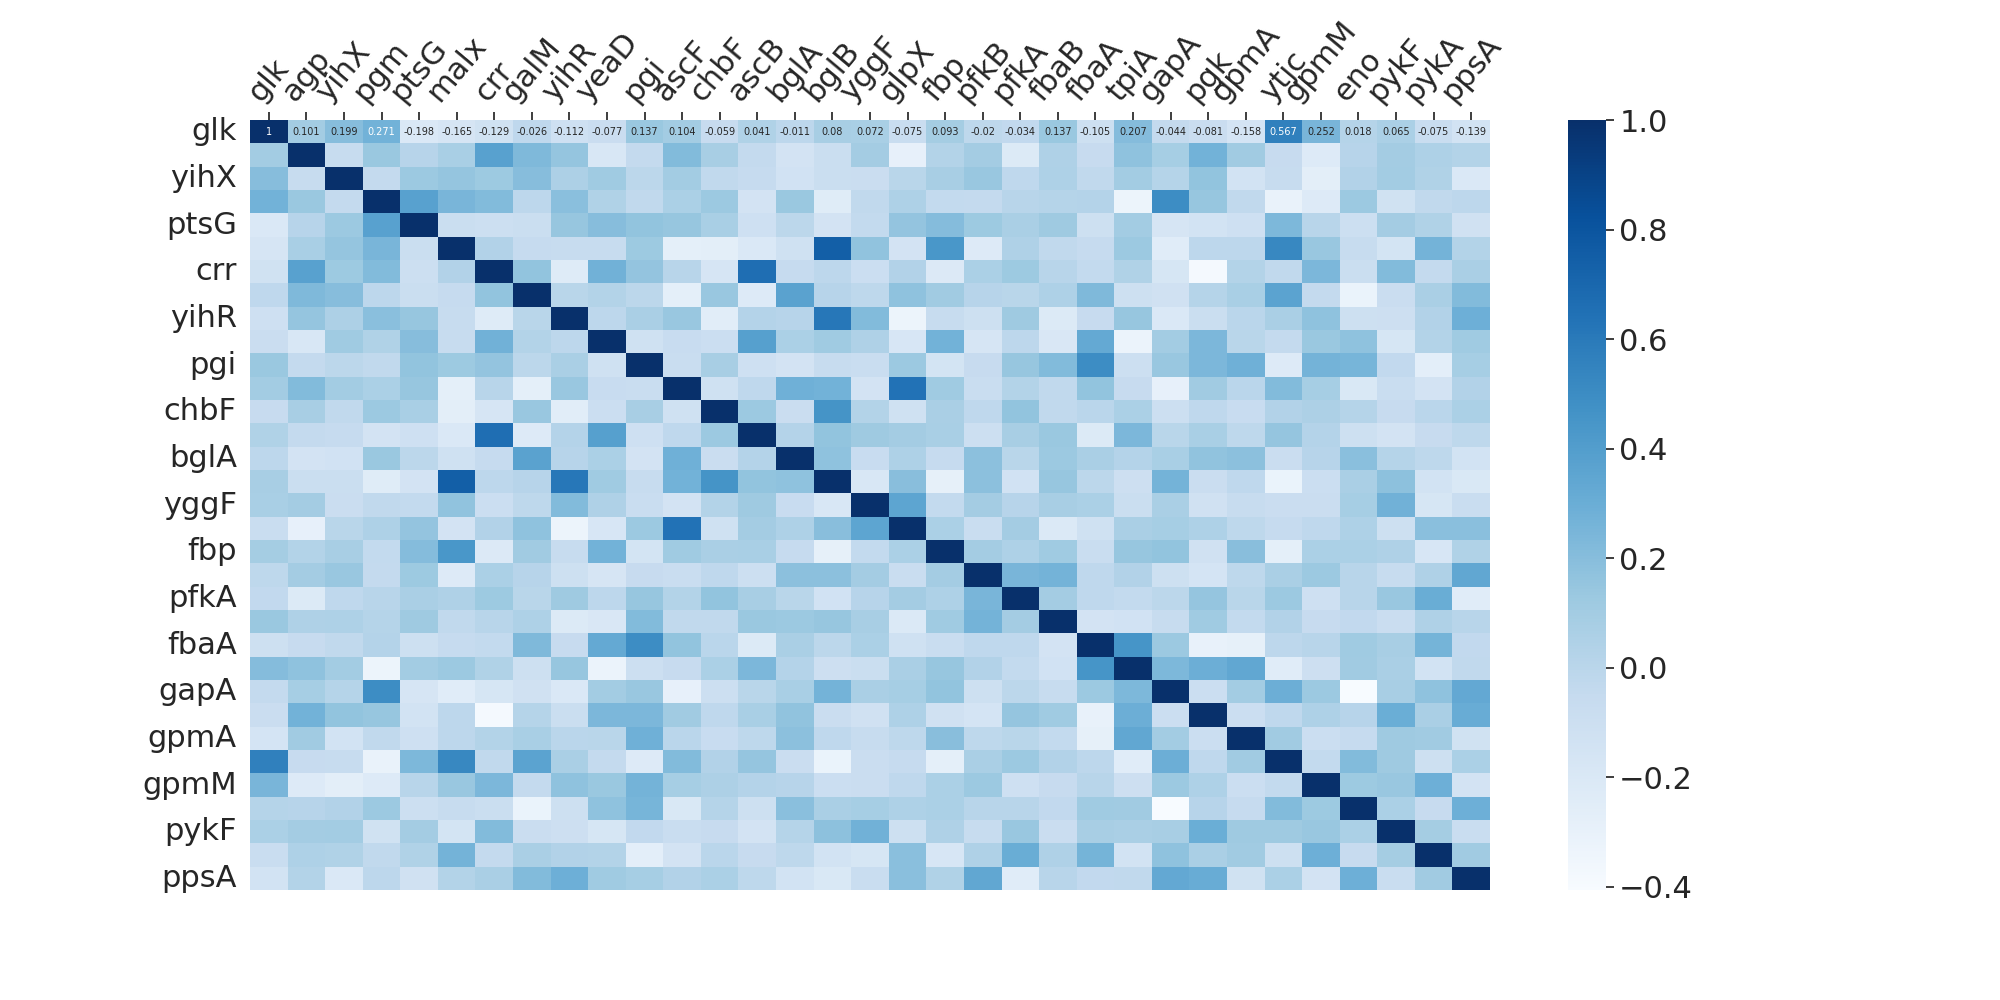 glk agp yihX pgm ptsG malx crr galM yihR yeaD pgi ascF chbF ascB bglA bglB yggF glpX fbp pfkB pfkA fbaB fbaA tpiA gapA pgk gpmA ytjc gpmM eno pykF pykA ppsA
glk 1 0.101 0.199 0.271 -0.198 -0.165 -0.129 -0.026 -0.112 -0.077 0.137 0.104 -0.059 0.041 -0.011 0.08 0.072 -0.075 0.093 -0.02 -0.034 0.137 -0.105 0.207 -0.044 -0.081 -0.158 0.567 0.252 0.018 0.065 -0.075 -0.139
yihX
ptsG
crr
yihR
pgi
chbF
bglA
yggF
fbp
pfkA
fbaA
gapA
gpmA
gpmM
pykF
ppsA
1.0
0.8
0.6
0.4
0.2
0.0
−0.2
−0.4